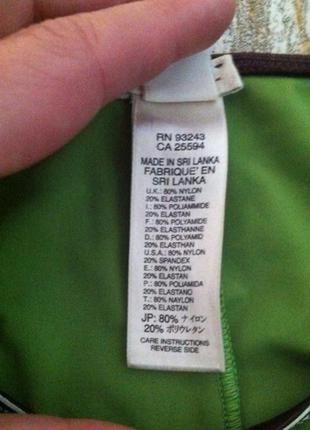 RN 93243
CA 25594
MADE IN SRI LANKA
FABRIQUE' EN
SRI LANKA
U.K.: 80% NYLON
20% ELASTANE
I.: 80% POLIAMMIDE
20% ELASTAN
F.: 80% POLYAMIDE
20% ELASTHANNE
D.: 80% POLYAMID
20% ELASTHAN
U.S.A.: 80% NYLON
20% SPANDEX
E.: 80% NYLON
20% ELASTAN
P.: 80% POLIAMIDA
20% ELASTANO
T.: 80% NAYLON
20% ELASTAN
JP: 80% ナイロン
20% ポリウレタン
CARE INSTRUCTIONS
REVERSE SIDE